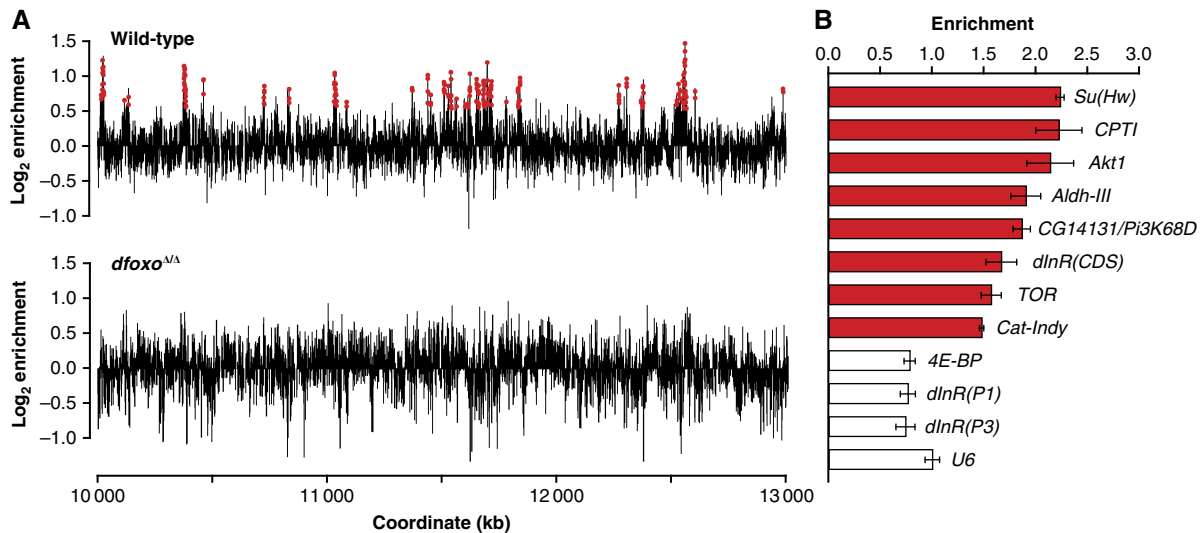 A
Wild-type
Log2 enrichment
1.5
1.0
0.5
0.0
−0.5
−1.0
dfoxoΔ/Δ
Log2 enrichment
1.5
1.0
0.5
0.0
−0.5
−1.0
10 000
11 000
12 000
13 000
Coordinate (kb)
B
Enrichment
0.0 0.5 1.0 1.5 2.0 2.5 3.0
Su(Hw)
CPTI
Akt1
Aldh-III
CG14131/Pi3K68D
dInR(CDS)
TOR
Cat-Indy
4E-BP
dInR(P1)
dInR(P3)
U6